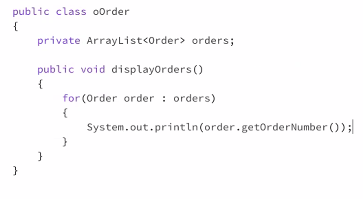 public class oOrder
{
private ArrayList<Order> orders;
public void displayOrders()
{
for(Order order : orders)
{
System.out.println(order.getOrderNumber());
}
}
}